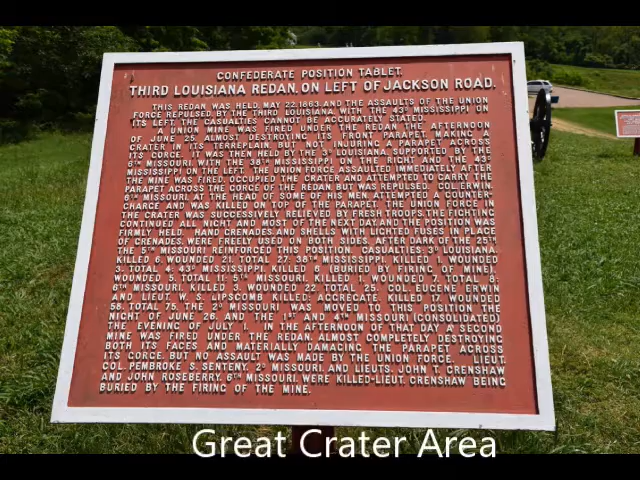 CONFEDERATE POSITION TABLET.
THIRD LOUISIANA REDAN, ON LEFT OF JACKSON ROAD.
THIS REDAN WAS HELD, MAY 22, 1863, AND THE ASSAULTS OF THE UNION
FORCE REPULSED, BY THE THIRD LOUISIANA, WITH THE 43D MISSISSIPPI ON
ITS LEFT. THE CASUALTIES CANNOT BE ACCURATELY STATED.
A UNION MINE WAS FIRED UNDER THE REDAN THE AFTERNOON
OF JUNE 25, ALMOST DESTROYING ITS FRONT PARAPET, MAKING A
CRATER IN ITS TERREPLAIN, BUT NOT INJURING A PARAPET ACROSS
ITS GORGE. IT WAS THEN HELD BY THE 3D LOUISIANA, SUPPORTED BY THE
6TH MISSOURI, WITH THE 38TH MISSISSIPPI ON THE RIGHT AND THE 43D
MISSISSIPPI ON THE LEFT. THE UNION FORCE ASSAULTED IMMEDIATELY AFTER
THE MINE WAS FIRED, OCCUPIED THE CRATER AND ATTEMPTED TO CARRY THE
PARAPET ACROSS THE GORGE OF THE REDAN, BUT WAS REPULSED. COL. ERWIN,
6TH MISSOURI, AT THE HEAD OF SOME OF HIS MEN, ATTEMPTED A COUNTER-
CHARGE AND WAS KILLED ON TOP OF THE PARAPET. THE UNION FORCE IN
THE CRATER WAS SUCCESSIVELY RELIEVED BY FRESH TROOPS, THE FIGHTING
CONTINUED ALL NIGHT AND MOST OF THE NEXT DAY, AND THE POSITION WAS
FIRMLY HELD. HAND GRENADES, AND SHELLS WITH LIGHTED FUSES IN PLACE
OF GRENADES, WERE FREELY USED ON BOTH SIDES. AFTER DARK OF THE 25TH
THE 5TH MISSOURI REINFORCED THIS POSITION. CASUALTIES: 3D LOUISIANA,
KILLED 6, WOUNDED 21, TOTAL 27; 38TH MISSISSIPPI, KILLED 1, WOUNDED
3, TOTAL 4; 43D MISSISSIPPI, KILLED 6 (BURIED BY FIRING OF MINE),
WOUNDED 5, TOTAL 11; 5TH MISSOURI, KILLED 1, WOUNDED 7, TOTAL 8;
6TH MISSOURI, KILLED 3, WOUNDED 22, TOTAL 25, COL. EUGENE ERWIN
AND LIEUT. W. S. LIPSCOMB KILLED; AGGREGATE, KILLED 17, WOUNDED
58, TOTAL 75. THE 2D MISSOURI WAS MOVED TO THIS POSITION THE
NIGHT OF JUNE 26, AND THE 1ST AND 4TH MISSOURI (CONSOLIDATED)
THE EVENING OF JULY 1. IN THE AFTERNOON OF THAT DAY A SECOND
MINE WAS FIRED UNDER THE REDAN, ALMOST COMPLETELY DESTROYING
BOTH ITS FACES AND MATERIALLY DAMAGING THE PARAPET ACROSS
ITS GORGE, BUT NO ASSAULT WAS MADE BY THE UNION FORCE. LIEUT.
COL. PEMBROKE S. SENTENY, 2D MISSOURI, AND LIEUTS. JOHN T. CRENSHAW
AND JOHN ROSEBERRY, 6TH MISSOURI, WERE KILLED-LIEUT. CRENSHAW BEING
BURIED BY THE FIRING OF THE MINE.
Great Crater Area